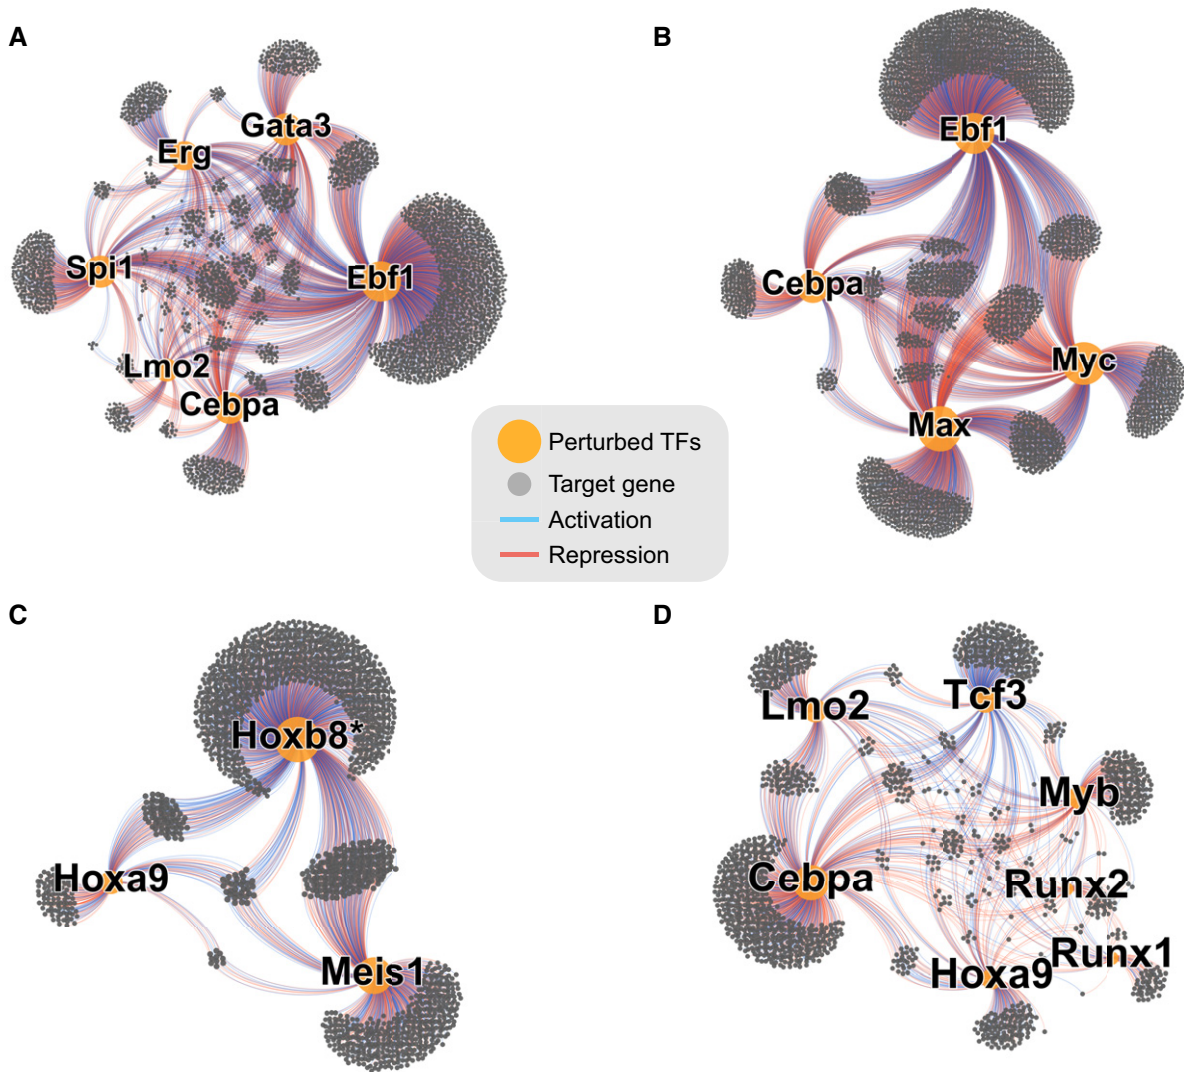 A
Gata3
Erg
Spi1
Ebf1
Lmo2
Cebpa
B
Ebf1
Cebpa
Myc
Max
Perturbed TFs
Target gene
Activation
Repression
C
Hoxb8*
Hoxa9
Meis1
D
Lmo2
Tcf3
Myb
Cebpa
Runx2
Runx1
Hoxa9